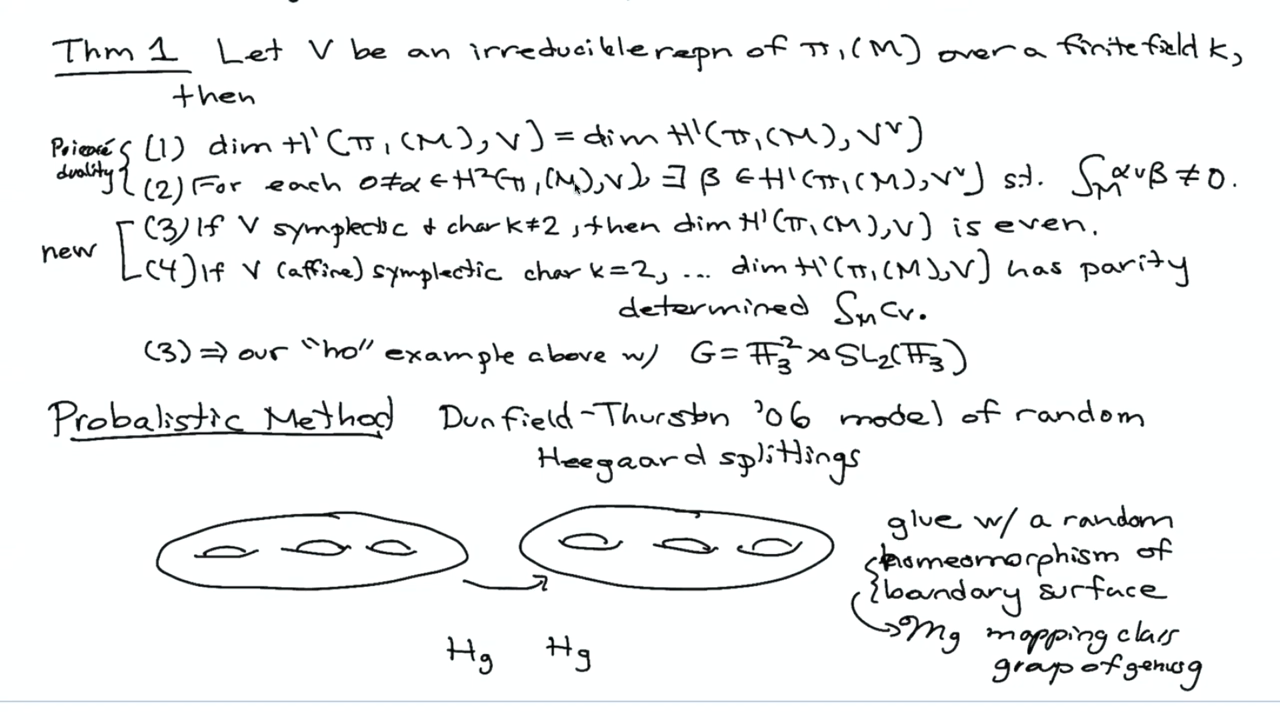 Thm 1 Let V be an irreducible repn of π₁(M) over a finite field k,
then
Poincaré duality { (1) dim H¹(π₁(M), V) = dim H¹(π₁(M), V^∨)
(2) For each 0≠α ∈ H²(π₁(M), V), ∃ β ∈ H¹(π₁(M), V^∨) s.t. ∫_M α∪β ≠ 0.
new [ (3) If V symplectic & char k≠2, then dim H¹(π₁(M), V) is even.
(4) If V (affine) symplectic char k=2, ... dim H¹(π₁(M), V) has parity
determined ∫_M c_V.
(3) ⇒ our "no" example above w/ G = 𝔽₃² ⋊ SL₂(𝔽₃)
Probalistic Method Dunfield-Thurston '06 model of random
Heegaard splittings
glue w/ a random
homeomorphism of
boundary surface
→ M_g mapping class
group of genus g
H_g H_g